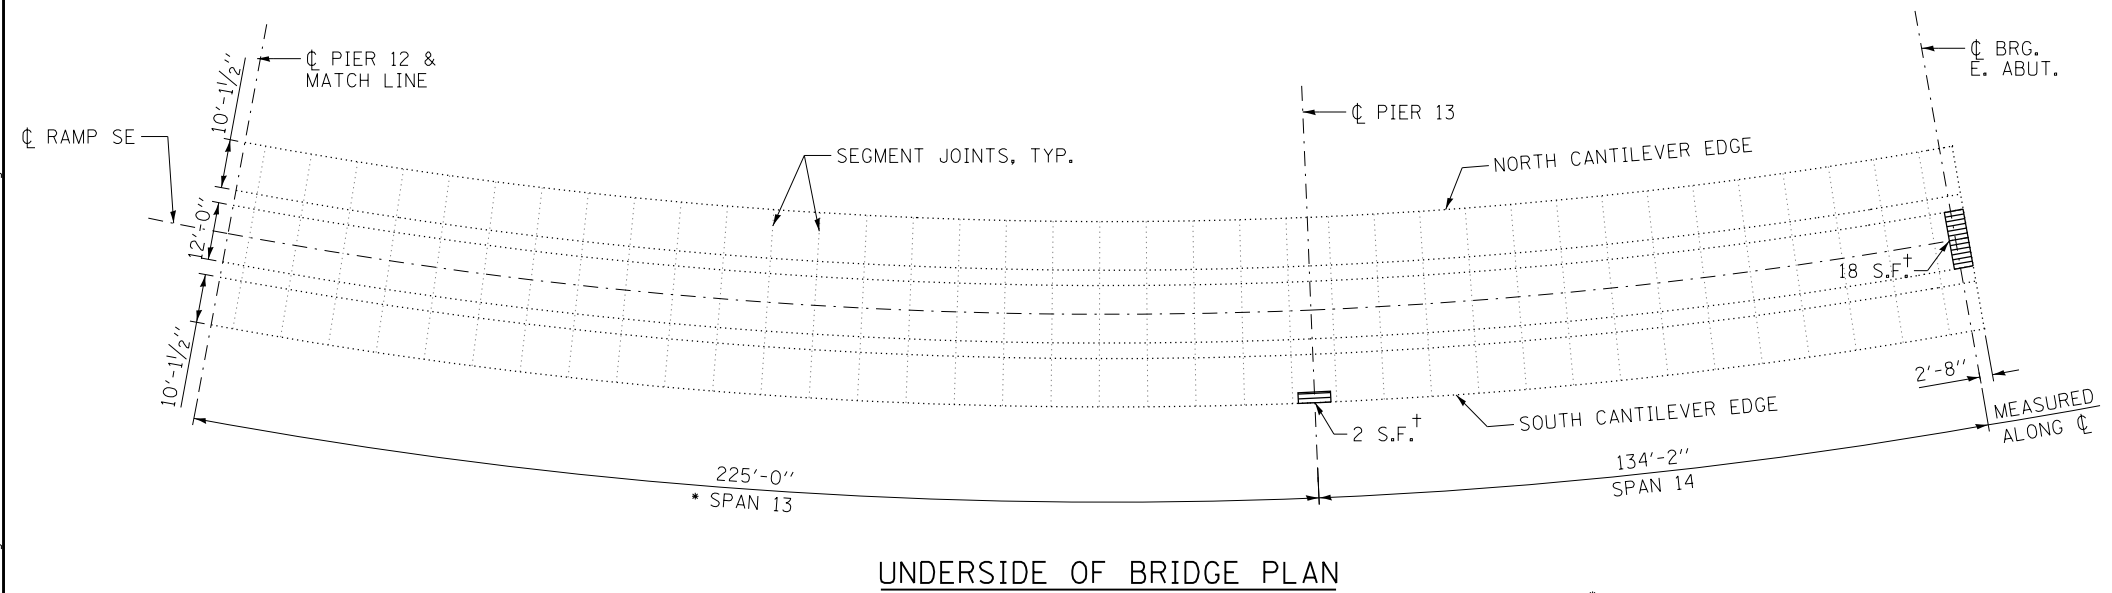 ℄ PIER 12 &
MATCH LINE
℄ BRG.
E. ABUT.
10'-1½"
℄ PIER 13
℄ RAMP SE
SEGMENT JOINTS, TYP.
NORTH CANTILEVER EDGE
12'-0"
18 S.F.†
10'-1½"
2'-8"
2 S.F.†
SOUTH CANTILEVER EDGE
MEASURED
ALONG ℄
225'-0"
* SPAN 13
134'-2"
SPAN 14
UNDERSIDE OF BRIDGE PLAN